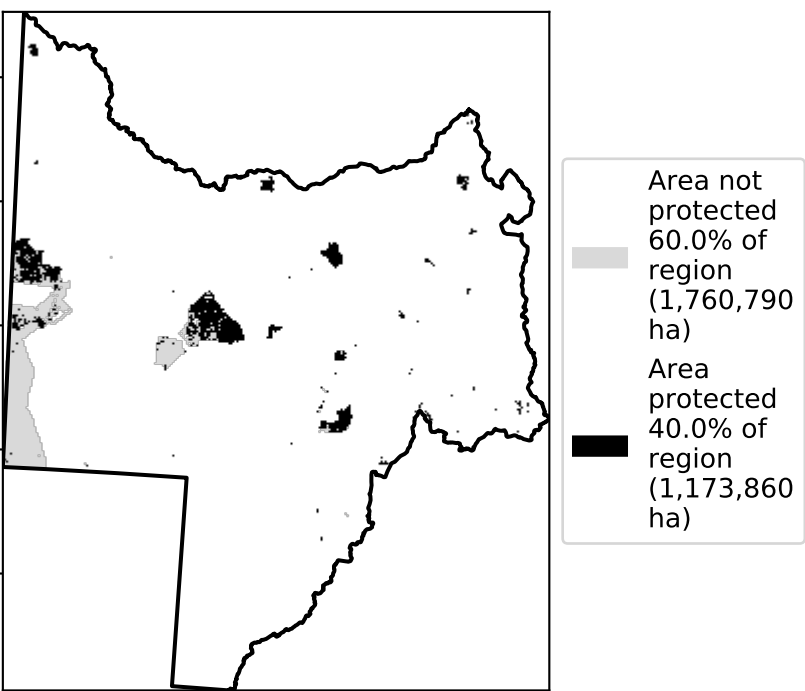 Area not
protected
60.0% of
region
(1,760,790
ha)
Area
protected
40.0% of
region
(1,173,860
ha)